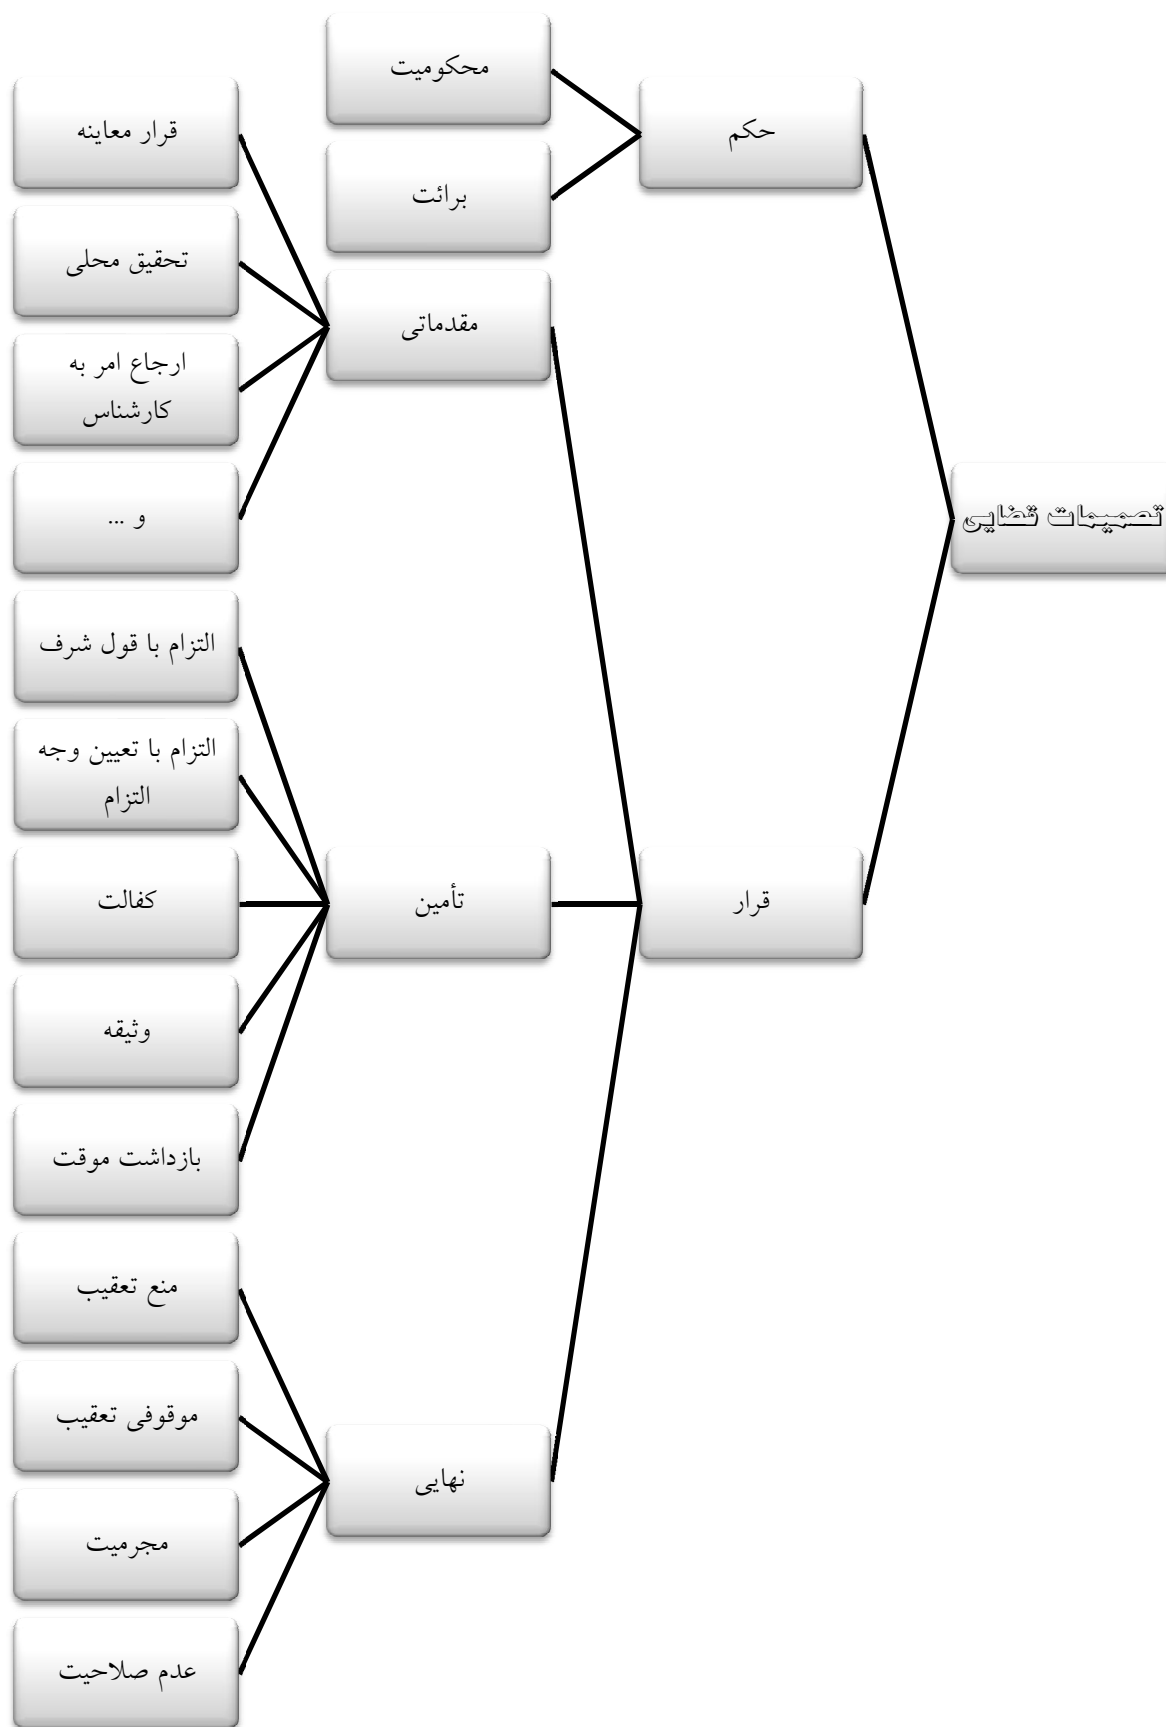 تصمیمات قضایی
حکم
محکومیت
برائت
قرار
مقدماتی
قرار معاینه
تحقیق محلی
ارجاع امر به
کارشناس
و ...
تأمین
التزام با قول شرف
التزام با تعیین وجه
التزام
کفالت
وثیقه
بازداشت موقت
نهایی
منع تعقیب
موقوفی تعقیب
مجرمیت
عدم صلاحیت